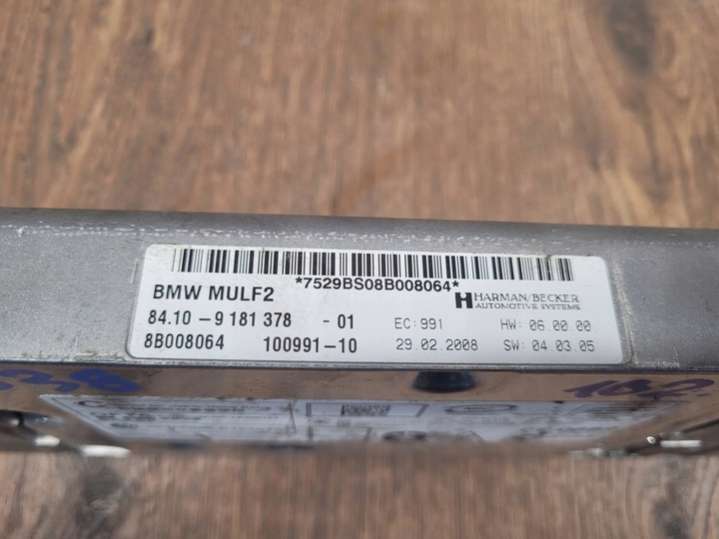 *7529BS08B008064*
BMW MULF2
HARMAN/BECKER
AUTOMOTIVE SYSTEMS
84.10 - 9 181 378 - 01 EC: 991 HW: 06.00.00
8B008064 100991-10 29.02.2008 SW: 04.03.05
102